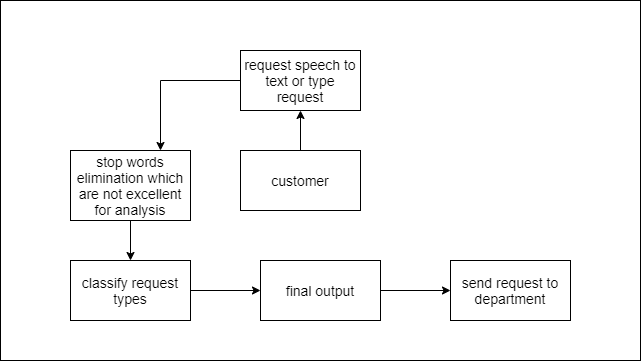 request speech to
text or type
request
customer
stop words
elimination which
are not excellent
for analysis
classify request
types
final output
send request to
department